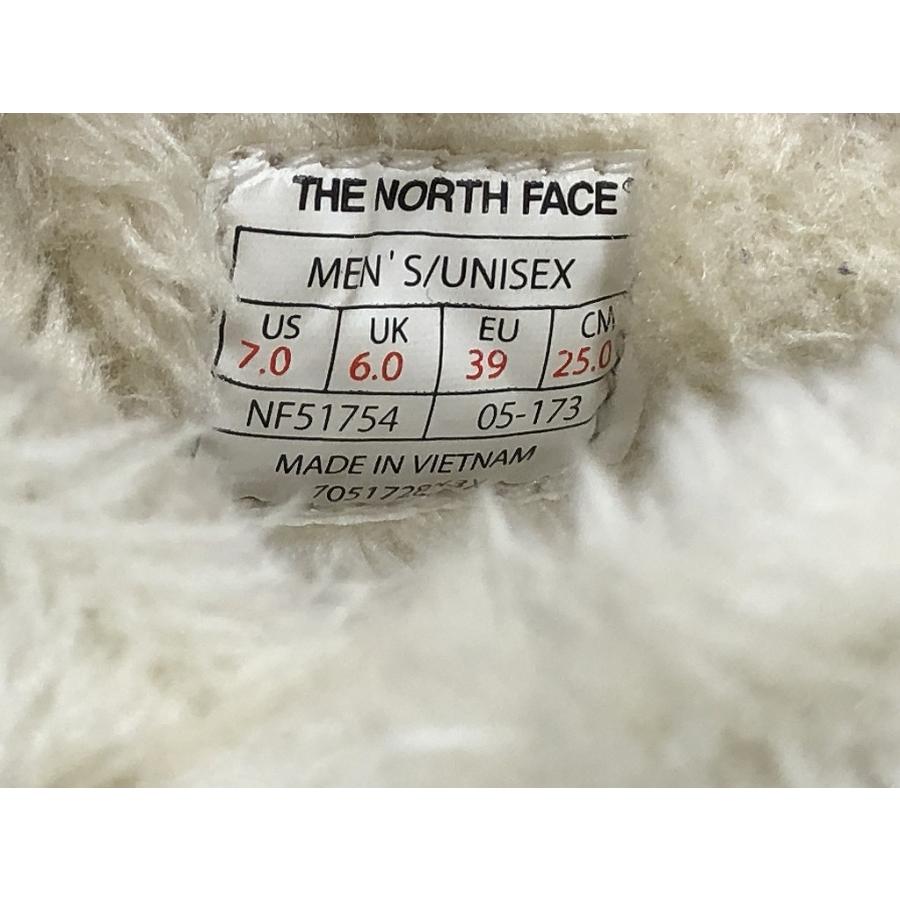 THE NORTH FACE
MEN'S/UNISEX
US UK EU CM
7.0 6.0 39 25.0
NF51754 05-173
MADE IN VIETNAM